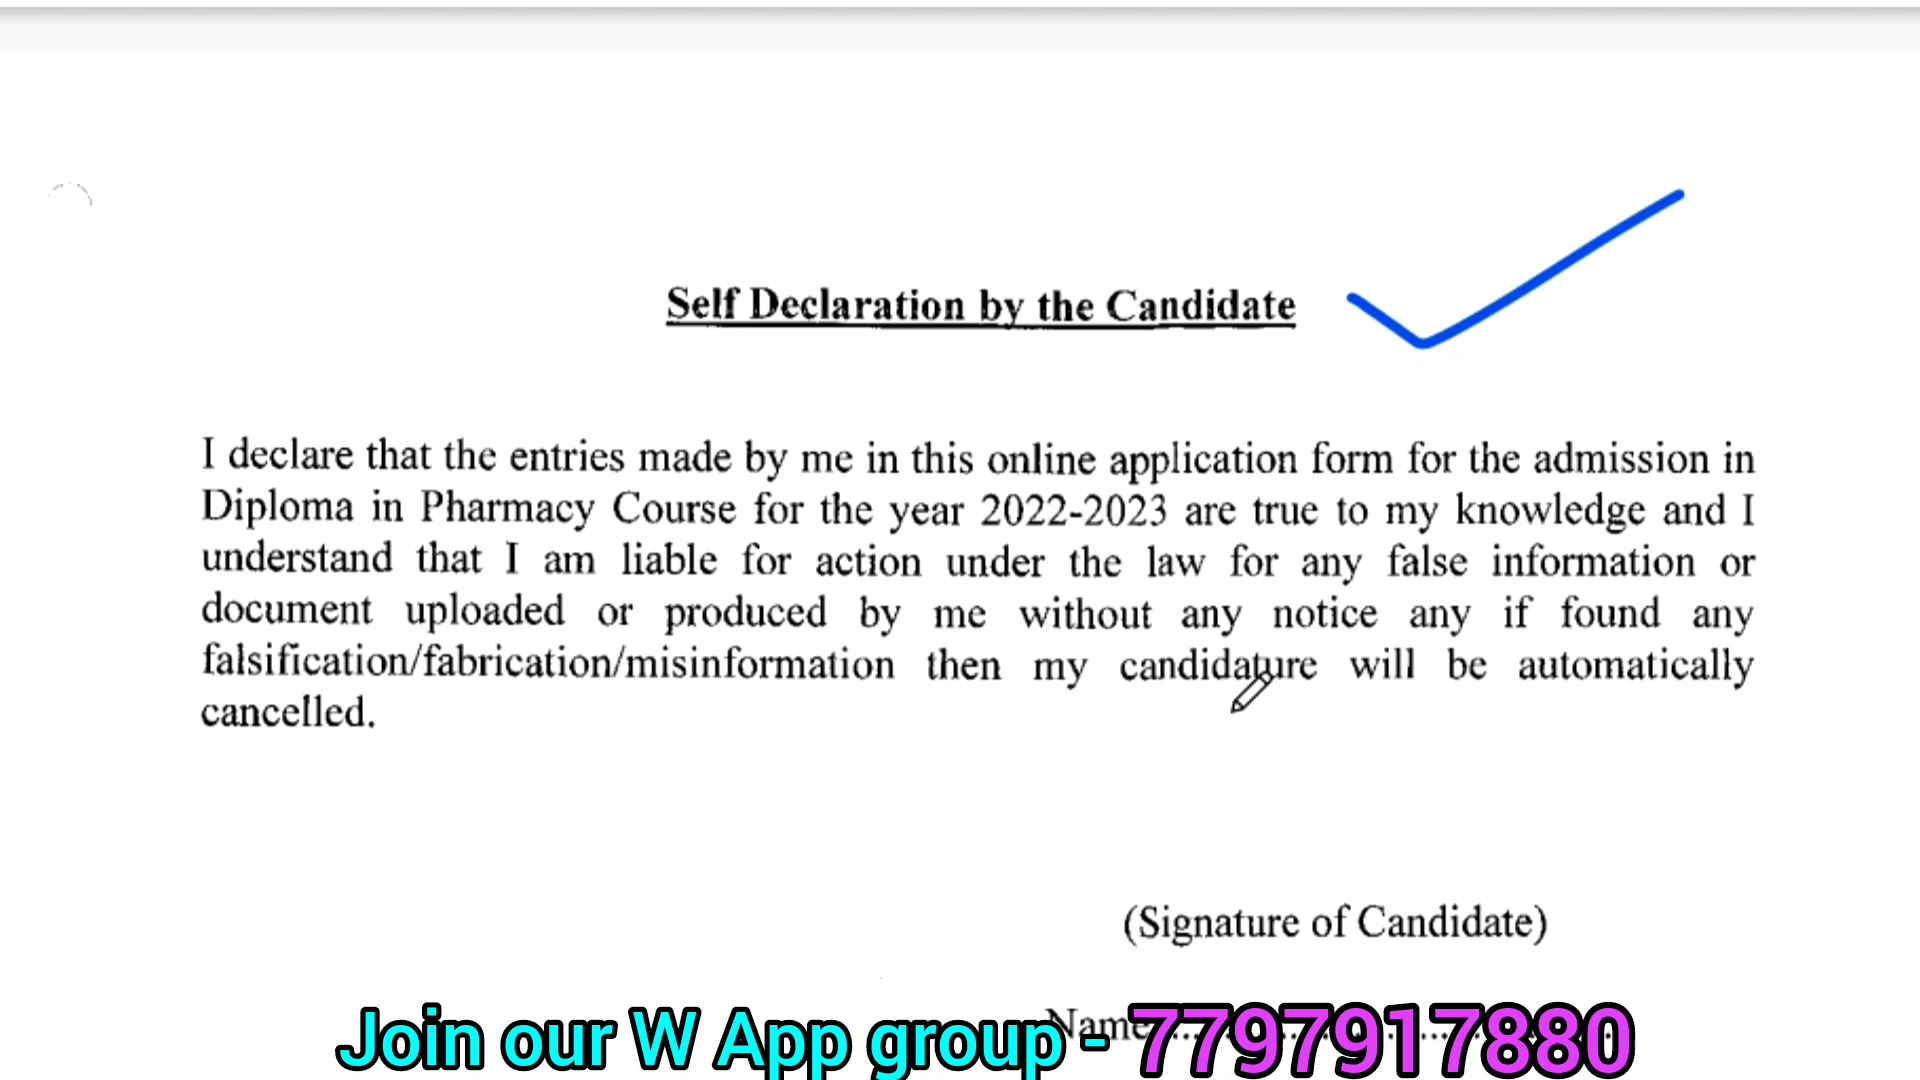 Self Declaration by the Candidate
I declare that the entries made by me in this online application form for the admission in
Diploma in Pharmacy Course for the year 2022-2023 are true to my knowledge and I
understand that I am liable for action under the law for any false information or
document uploaded or produced by me without any notice any if found any
falsification/fabrication/misinformation then my candidature will be automatically
cancelled.
(Signature of Candidate)
Name
Join our W App group - 7797917880